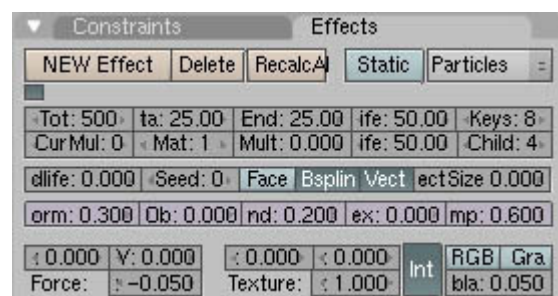 Constraints Effects
NEW Effect Delete RecalcA Static Particles
Tot: 500 ta: 25.00 End: 25.00 ife: 50.00 Keys: 8
CurMul: 0 Mat: 1 Mult: 0.000 ife: 50.00 Child: 4
dlife: 0.000 Seed: 0 Face Bsplin Vect ectSize 0.000
orm: 0.300 Ob: 0.000 nd: 0.200 ex: 0.000 mp: 0.600
0.000 V: 0.000 0.000 0.000 Int RGB Gra
Force: -0.050 Texture: 1.000 bla: 0.050